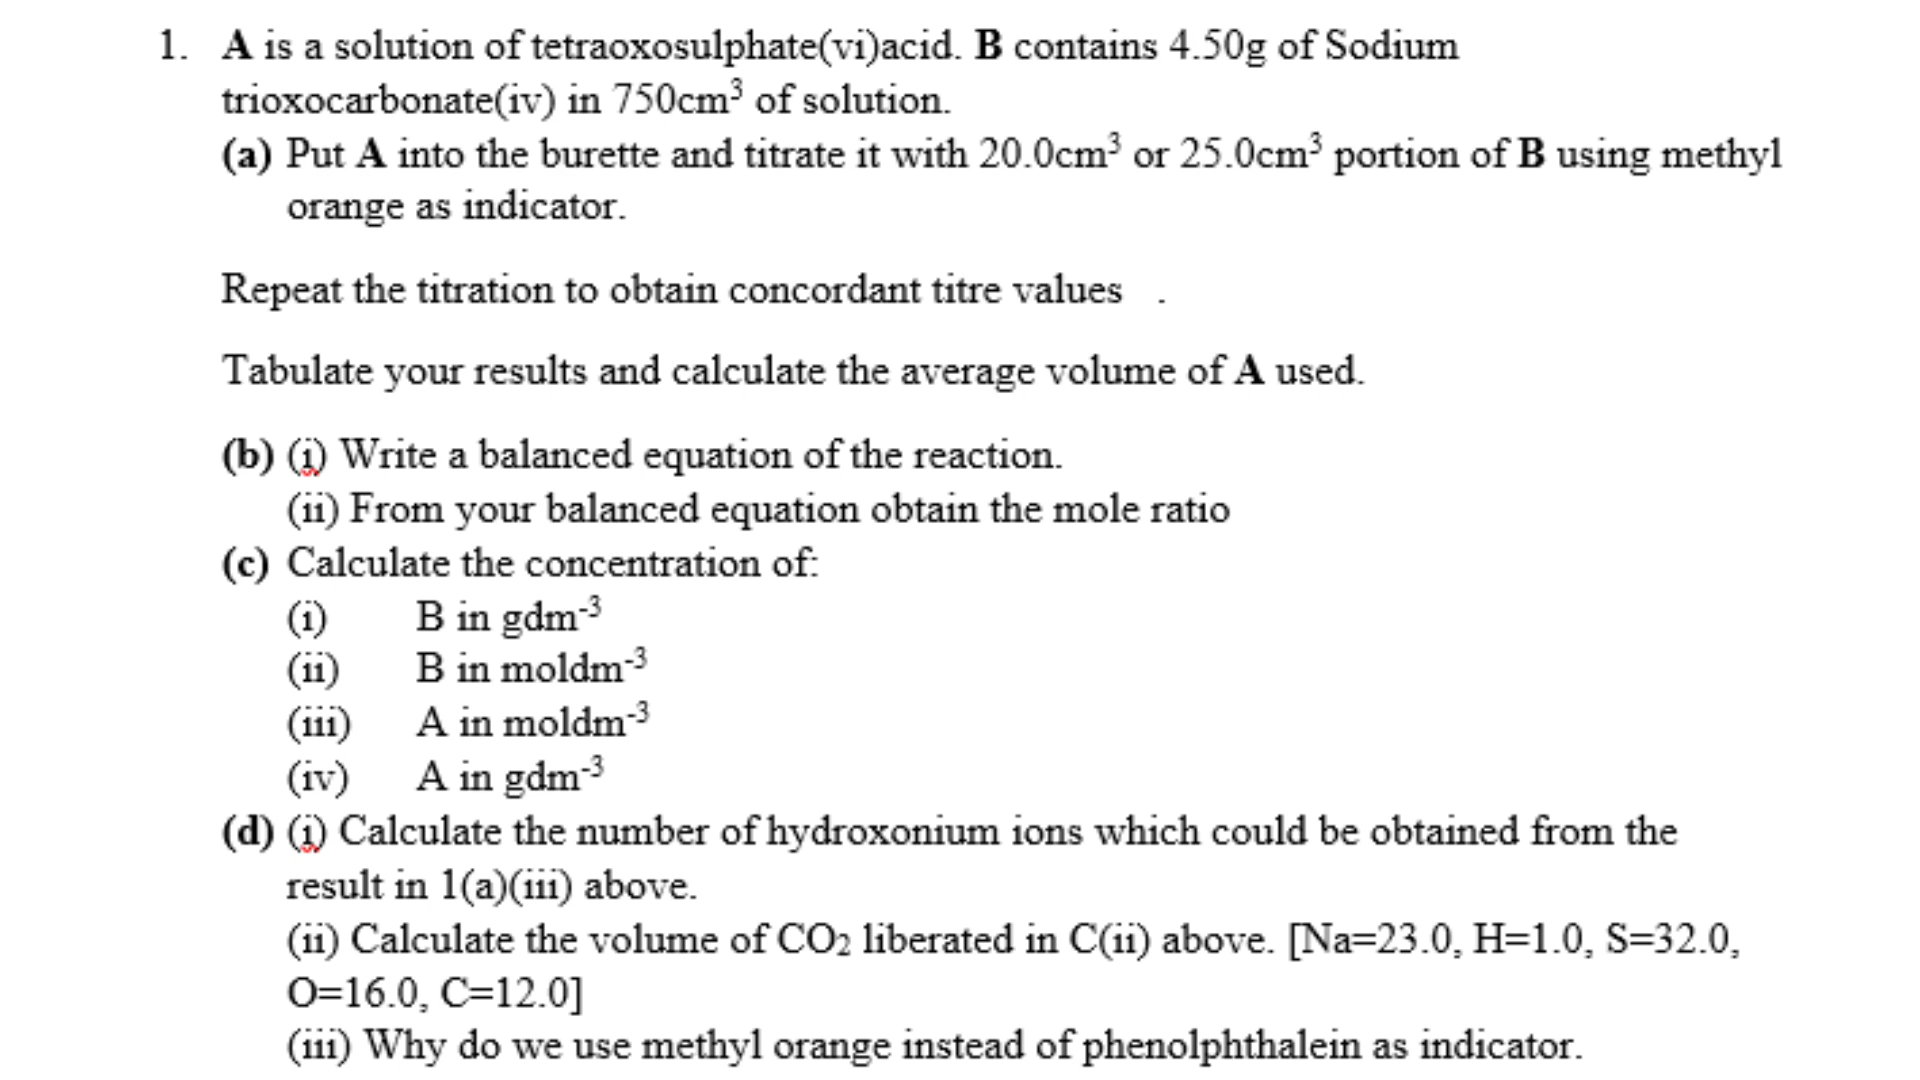 1. A is a solution of tetraoxosulphate(vi)acid. B contains 4.50g of Sodium
trioxocarbonate(iv) in 750cm³ of solution.
(a) Put A into the burette and titrate it with 20.0cm³ or 25.0cm³ portion of B using methyl
orange as indicator.
Repeat the titration to obtain concordant titre values .
Tabulate your results and calculate the average volume of A used.
(b) (i) Write a balanced equation of the reaction.
(ii) From your balanced equation obtain the mole ratio
(c) Calculate the concentration of:
(i) B in gdm⁻³
(ii) B in moldm⁻³
(iii) A in moldm⁻³
(iv) A in gdm⁻³
(d) (i) Calculate the number of hydroxonium ions which could be obtained from the
result in 1(a)(iii) above.
(ii) Calculate the volume of CO₂ liberated in C(ii) above. [Na=23.0, H=1.0, S=32.0,
O=16.0, C=12.0]
(iii) Why do we use methyl orange instead of phenolphthalein as indicator.